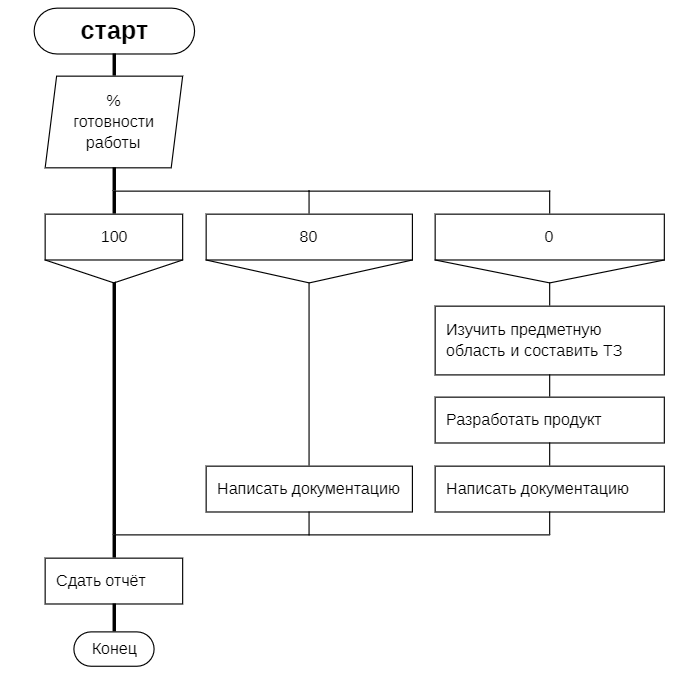 старт
%
готовности
работы
100
80
0
Изучить предметную
область и составить ТЗ
Разработать продукт
Написать документацию
Написать документацию
Сдать отчёт
Конец